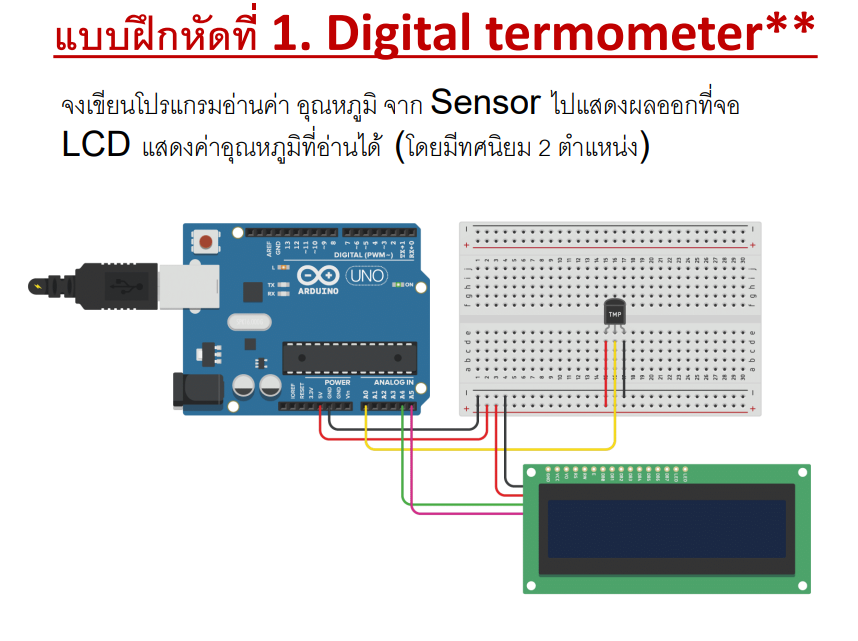 แบบฝึกหัดที่ 1. Digital termometer**
จงเขียนโปรแกรมอ่านค่า อุณหภูมิ จาก Sensor ไปแสดงผลออกที่จอ
LCD แสดงค่าอุณหภูมิที่อ่านได้ (โดยมีทศนิยม 2 ตำแหน่ง)
AREF
GND
13
12
~11
~10
~9
8
7
~6
~5
4
~3
2
TX→1
RX←0
DIGITAL (PWM~)
L
TX
RX
ARDUINO
UNO
ON
IOREF
RESET
3.3V
5V
GND
GND
Vin
POWER
ANALOG IN
A0
A1
A2
A3
A4
A5
TMP